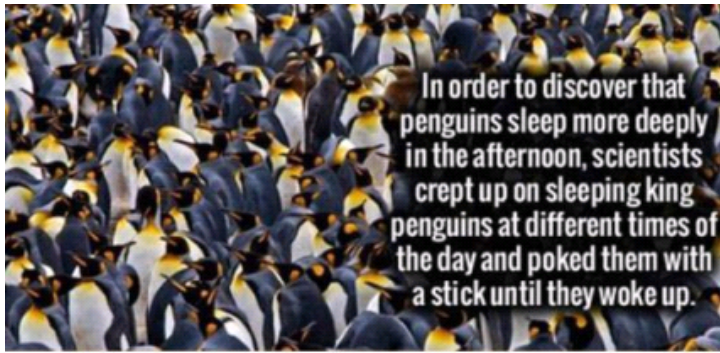 In order to discover that
penguins sleep more deeply
in the afternoon, scientists
crept up on sleeping king
penguins at different times of
the day and poked them with
a stick until they woke up.